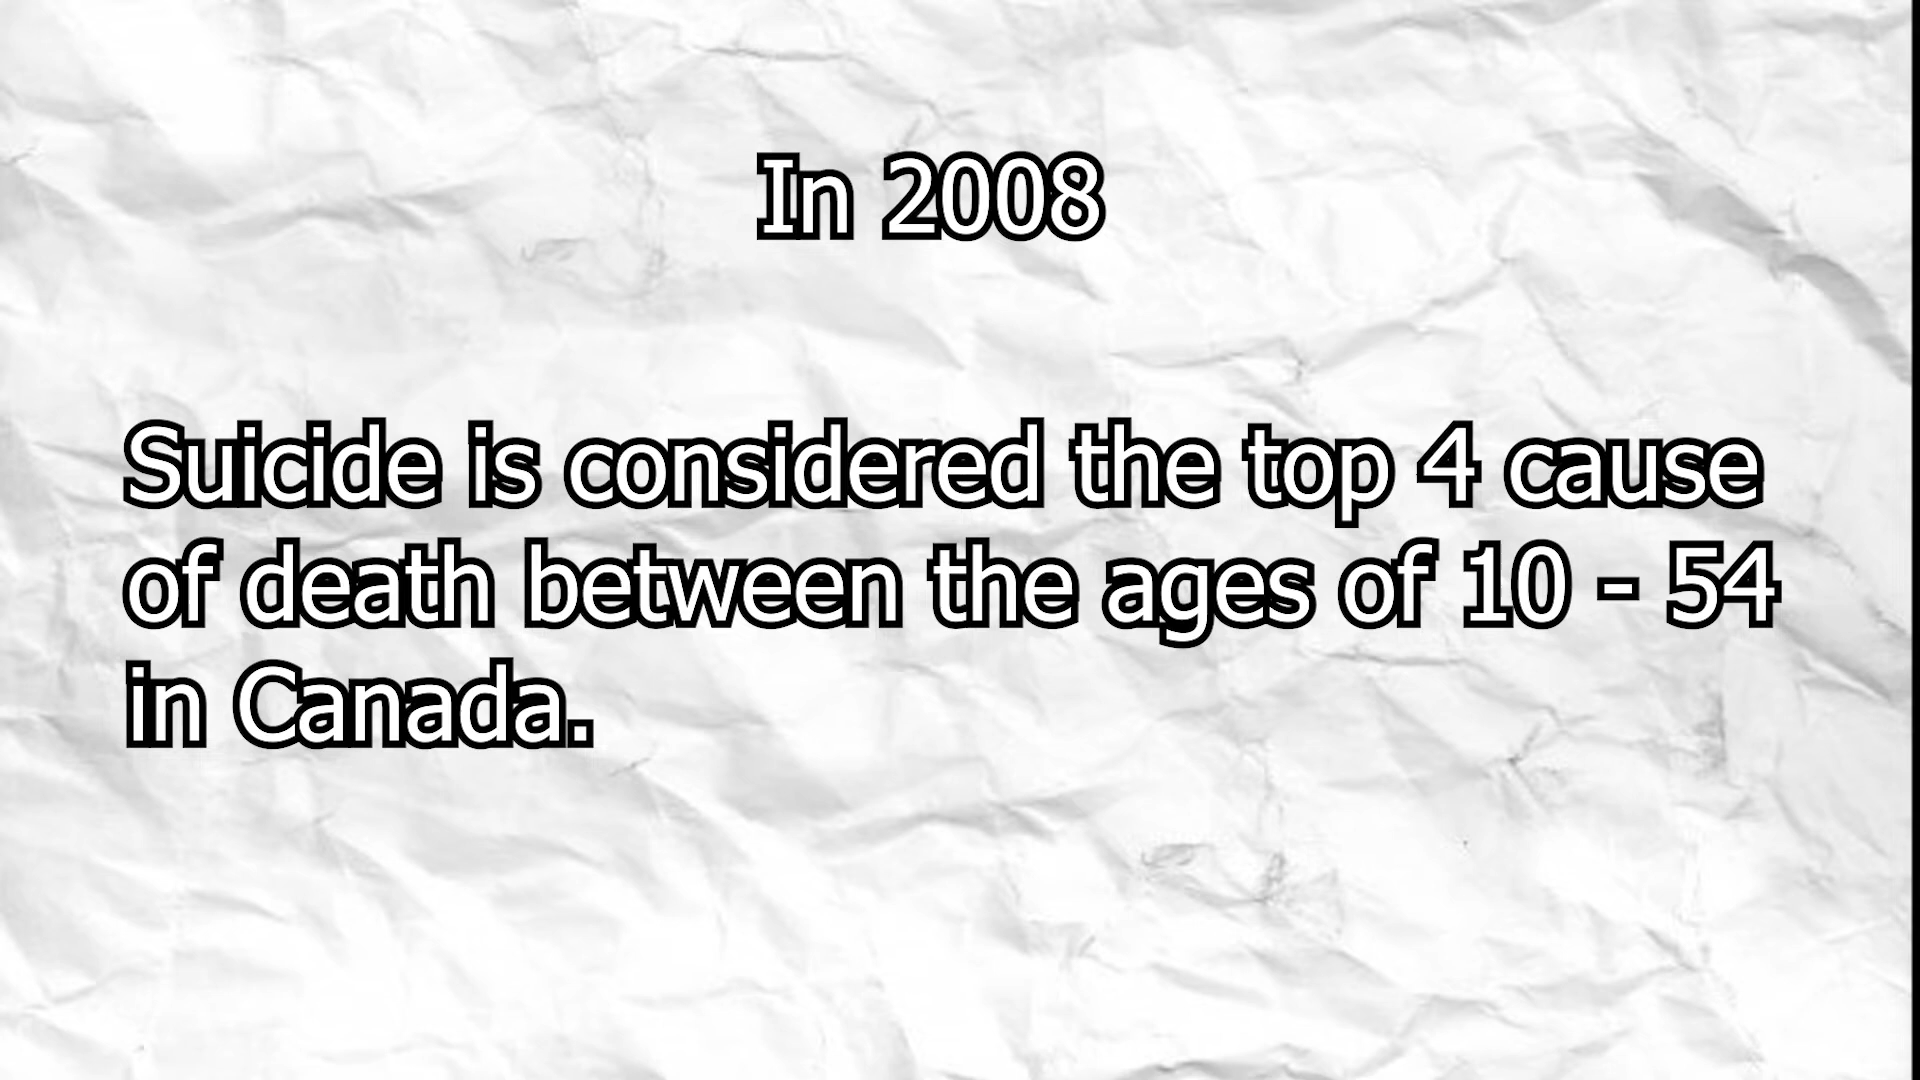 In 2008
Suicide is considered the top 4 cause
of death between the ages of 10 - 54
in Canada.